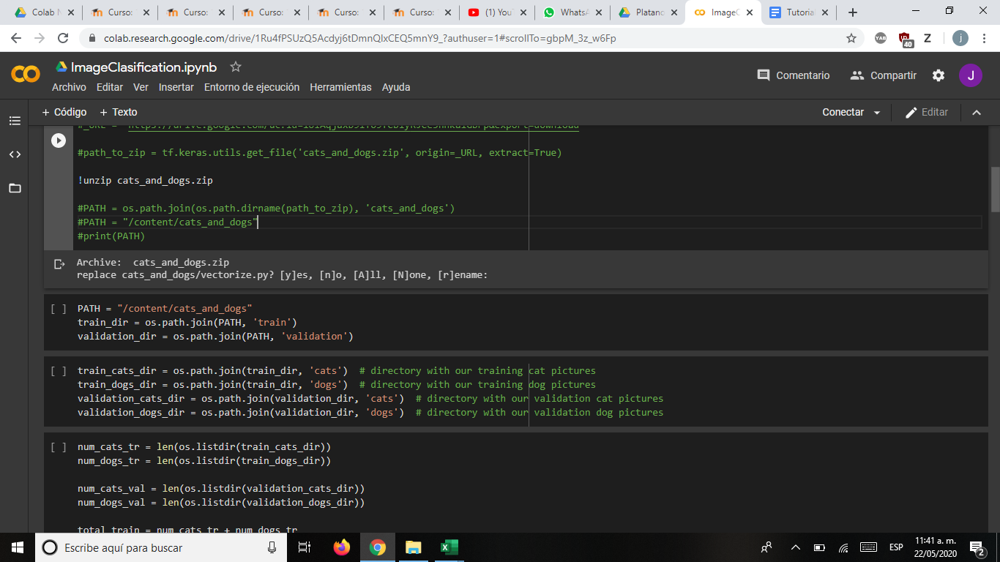 Colab N
Curso:
Curso:
Curso:
Curso:
Curso:
(1) YouT
WhatsA
Platano
ImageC
Tutoria
colab.research.google.com/drive/1Ru4fPSUzQ5Acdyj6tDmnQIxCEQ5mnY9_?authuser=1#scrollTo=gbpM_3z_w6Fp
YAB
40
Z
j
ImageClasification.ipynb
Archivo Editar Ver Insertar Entorno de ejecución Herramientas Ayuda
Comentario
Compartir
J
+ Código + Texto
Conectar
Editar
#path_to_zip = tf.keras.utils.get_file('cats_and_dogs.zip', origin=_URL, extract=True)
!unzip cats_and_dogs.zip
#PATH = os.path.join(os.path.dirname(path_to_zip), 'cats_and_dogs')
#PATH = "/content/cats_and_dogs"
#print(PATH)
Archive:  cats_and_dogs.zip
replace cats_and_dogs/vectorize.py? [y]es, [n]o, [A]ll, [N]one, [r]ename:
[ ] PATH = "/content/cats_and_dogs"
train_dir = os.path.join(PATH, 'train')
validation_dir = os.path.join(PATH, 'validation')
[ ] train_cats_dir = os.path.join(train_dir, 'cats')  # directory with our training cat pictures
train_dogs_dir = os.path.join(train_dir, 'dogs')  # directory with our training dog pictures
validation_cats_dir = os.path.join(validation_dir, 'cats')  # directory with our validation cat pictures
validation_dogs_dir = os.path.join(validation_dir, 'dogs')  # directory with our validation dog pictures
[ ] num_cats_tr = len(os.listdir(train_cats_dir))
num_dogs_tr = len(os.listdir(train_dogs_dir))
num_cats_val = len(os.listdir(validation_cats_dir))
num_dogs_val = len(os.listdir(validation_dogs_dir))
total_train = num_cats_tr + num_dogs_tr
Escribe aquí para buscar
ESP
11:41 a. m.
22/05/2020
2